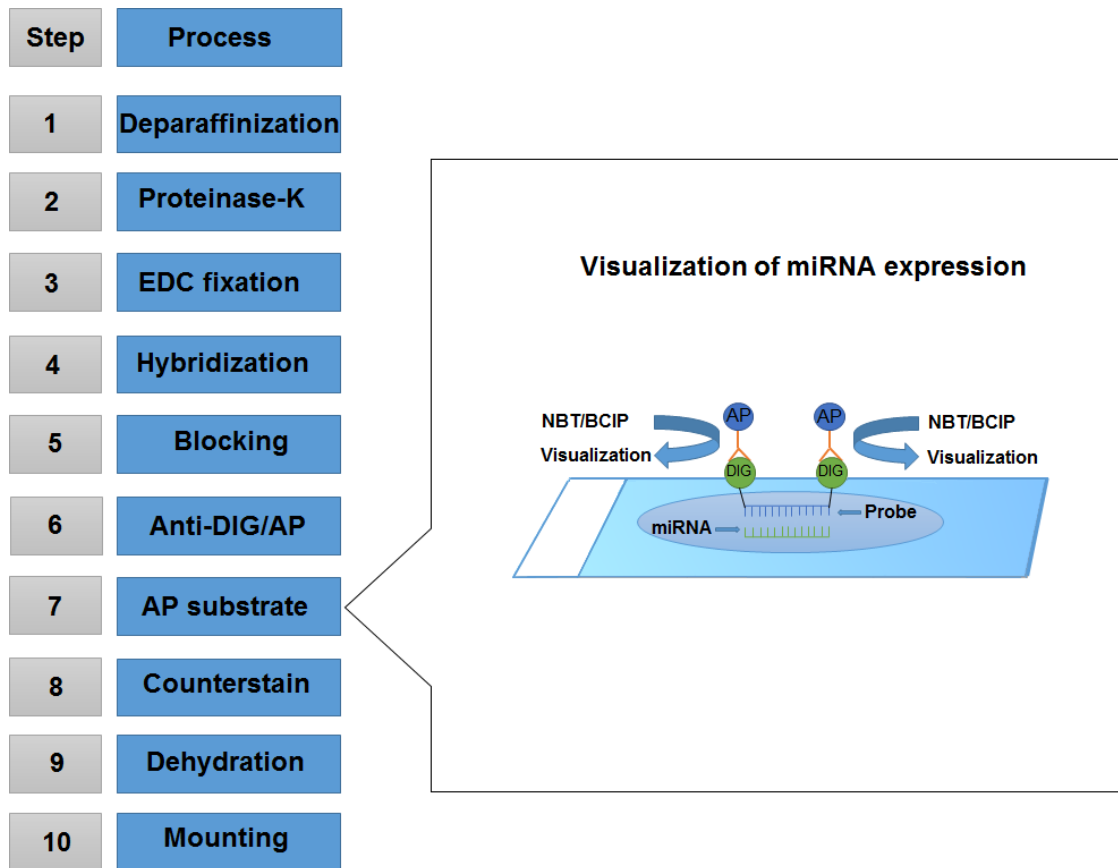 Step Process
1 Deparaffinization
2 Proteinase-K
3 EDC fixation
4 Hybridization
5 Blocking
6 Anti-DIG/AP
7 AP substrate
8 Counterstain
9 Dehydration
10 Mounting
Visualization of miRNA expression
AP AP
NBT/BCIP NBT/BCIP
Visualization Visualization
DIG DIG
Probe
miRNA